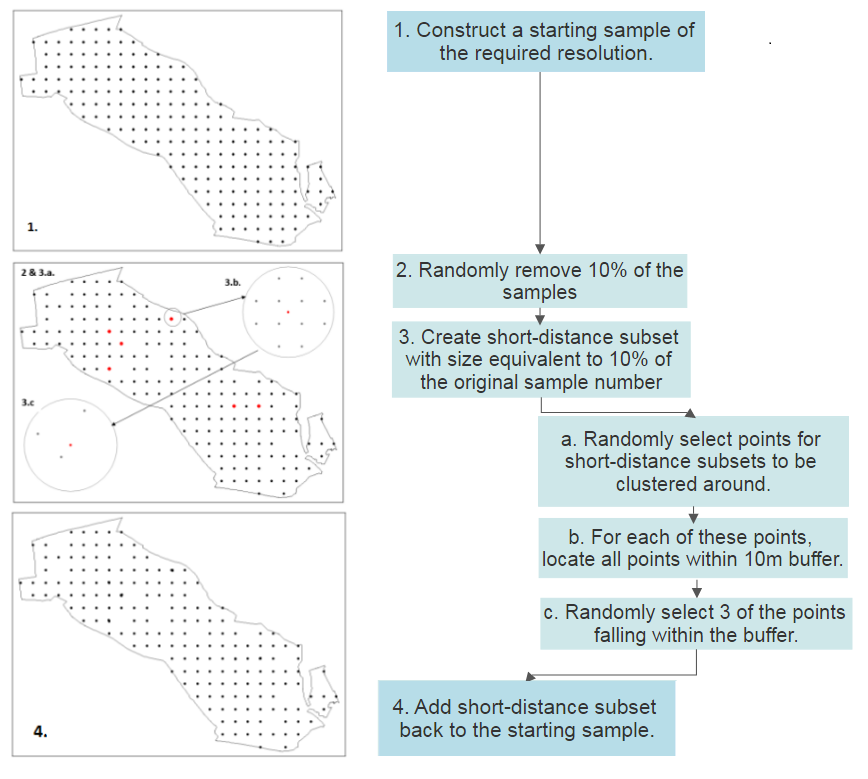 1.
2 & 3.a.
3.b.
3.c
4.
1. Construct a starting sample of
the required resolution.
2. Randomly remove 10% of the
samples
3. Create short-distance subset
with size equivalent to 10% of
the original sample number
a. Randomly select points for
short-distance subsets to be
clustered around.
b. For each of these points,
locate all points within 10m buffer.
c. Randomly select 3 of the points
falling within the buffer.
4. Add short-distance subset
back to the starting sample.